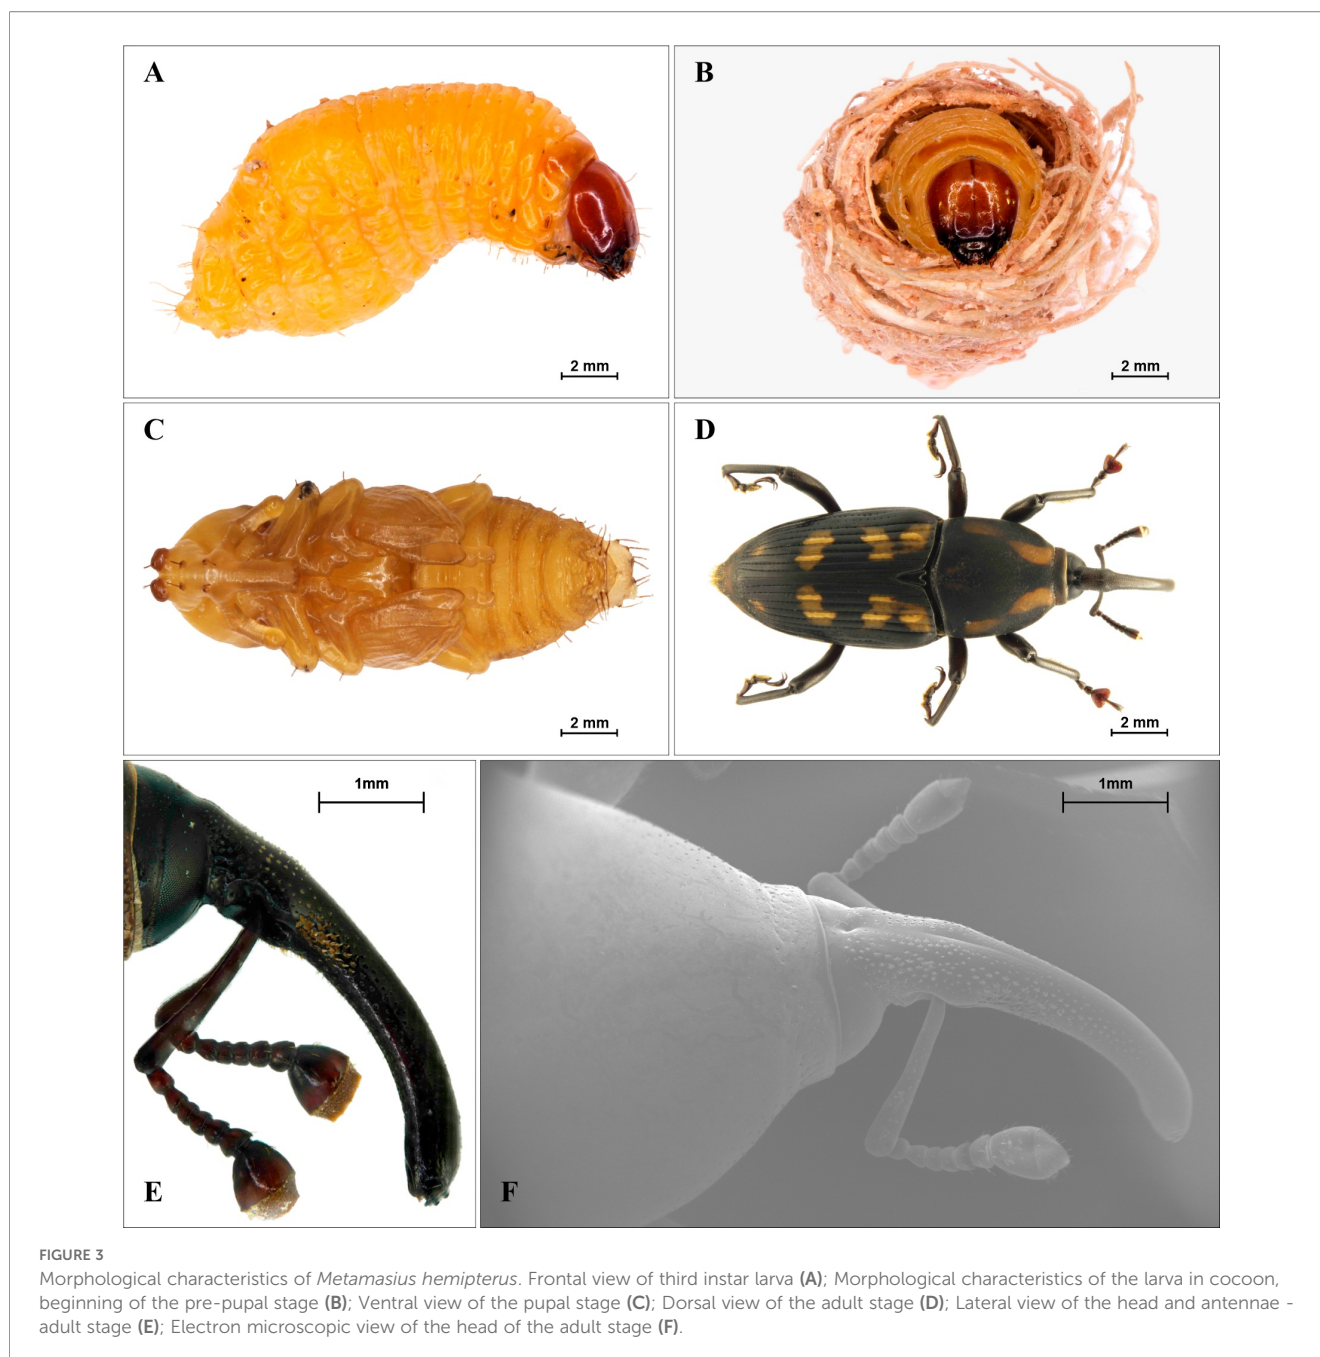 A
B
2 mm
2 mm
C
D
2 mm
2 mm
1mm
1mm
E
F
FIGURE 3
Morphological characteristics of Metamasius hemipterus. Frontal view of third instar larva (A); Morphological characteristics of the larva in cocoon,
beginning of the pre-pupal stage (B); Ventral view of the pupal stage (C); Dorsal view of the adult stage (D); Lateral view of the head and antennae -
adult stage (E); Electron microscopic view of the head of the adult stage (F).